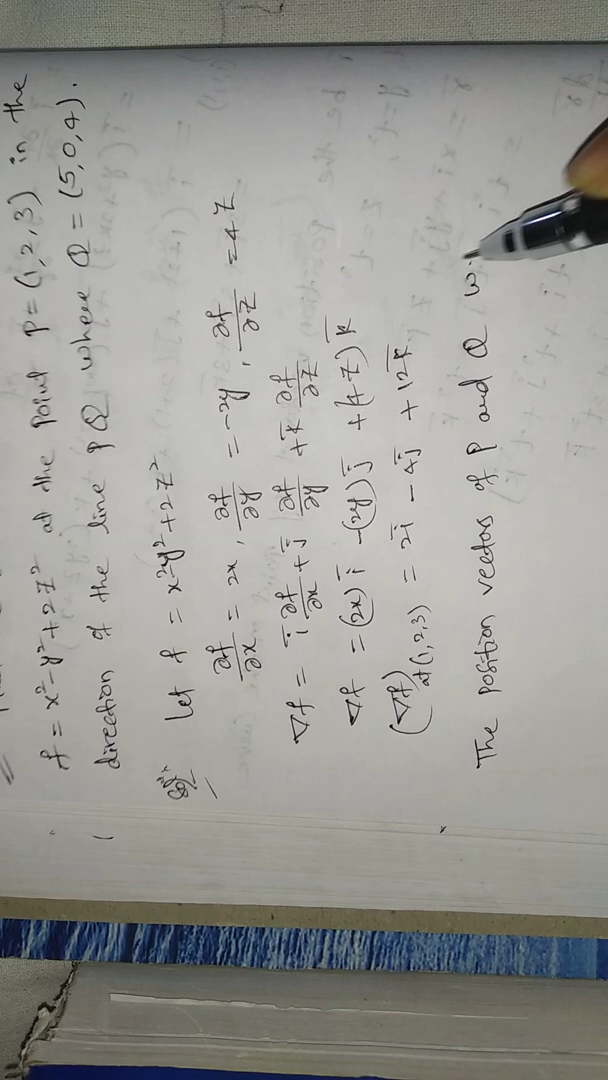 f = x²-y²+2z² at the point P = (1, 2, 3) in the
direction of the line PQ where Q = (5, 0, 4).
Let f = x²-y²+2z²
∂f/∂x = 2x, ∂f/∂y = -2y, ∂f/∂z = 4z
∇f = i̅ ∂f/∂x + j̅ ∂f/∂y + k̅ ∂f/∂z
∇f = (2x) i̅ -(2y) j̅ +(4z) k̅
(∇f) at (1,2,3) = 2i̅ - 4j̅ + 12k̅
The position vectors of P and Q w